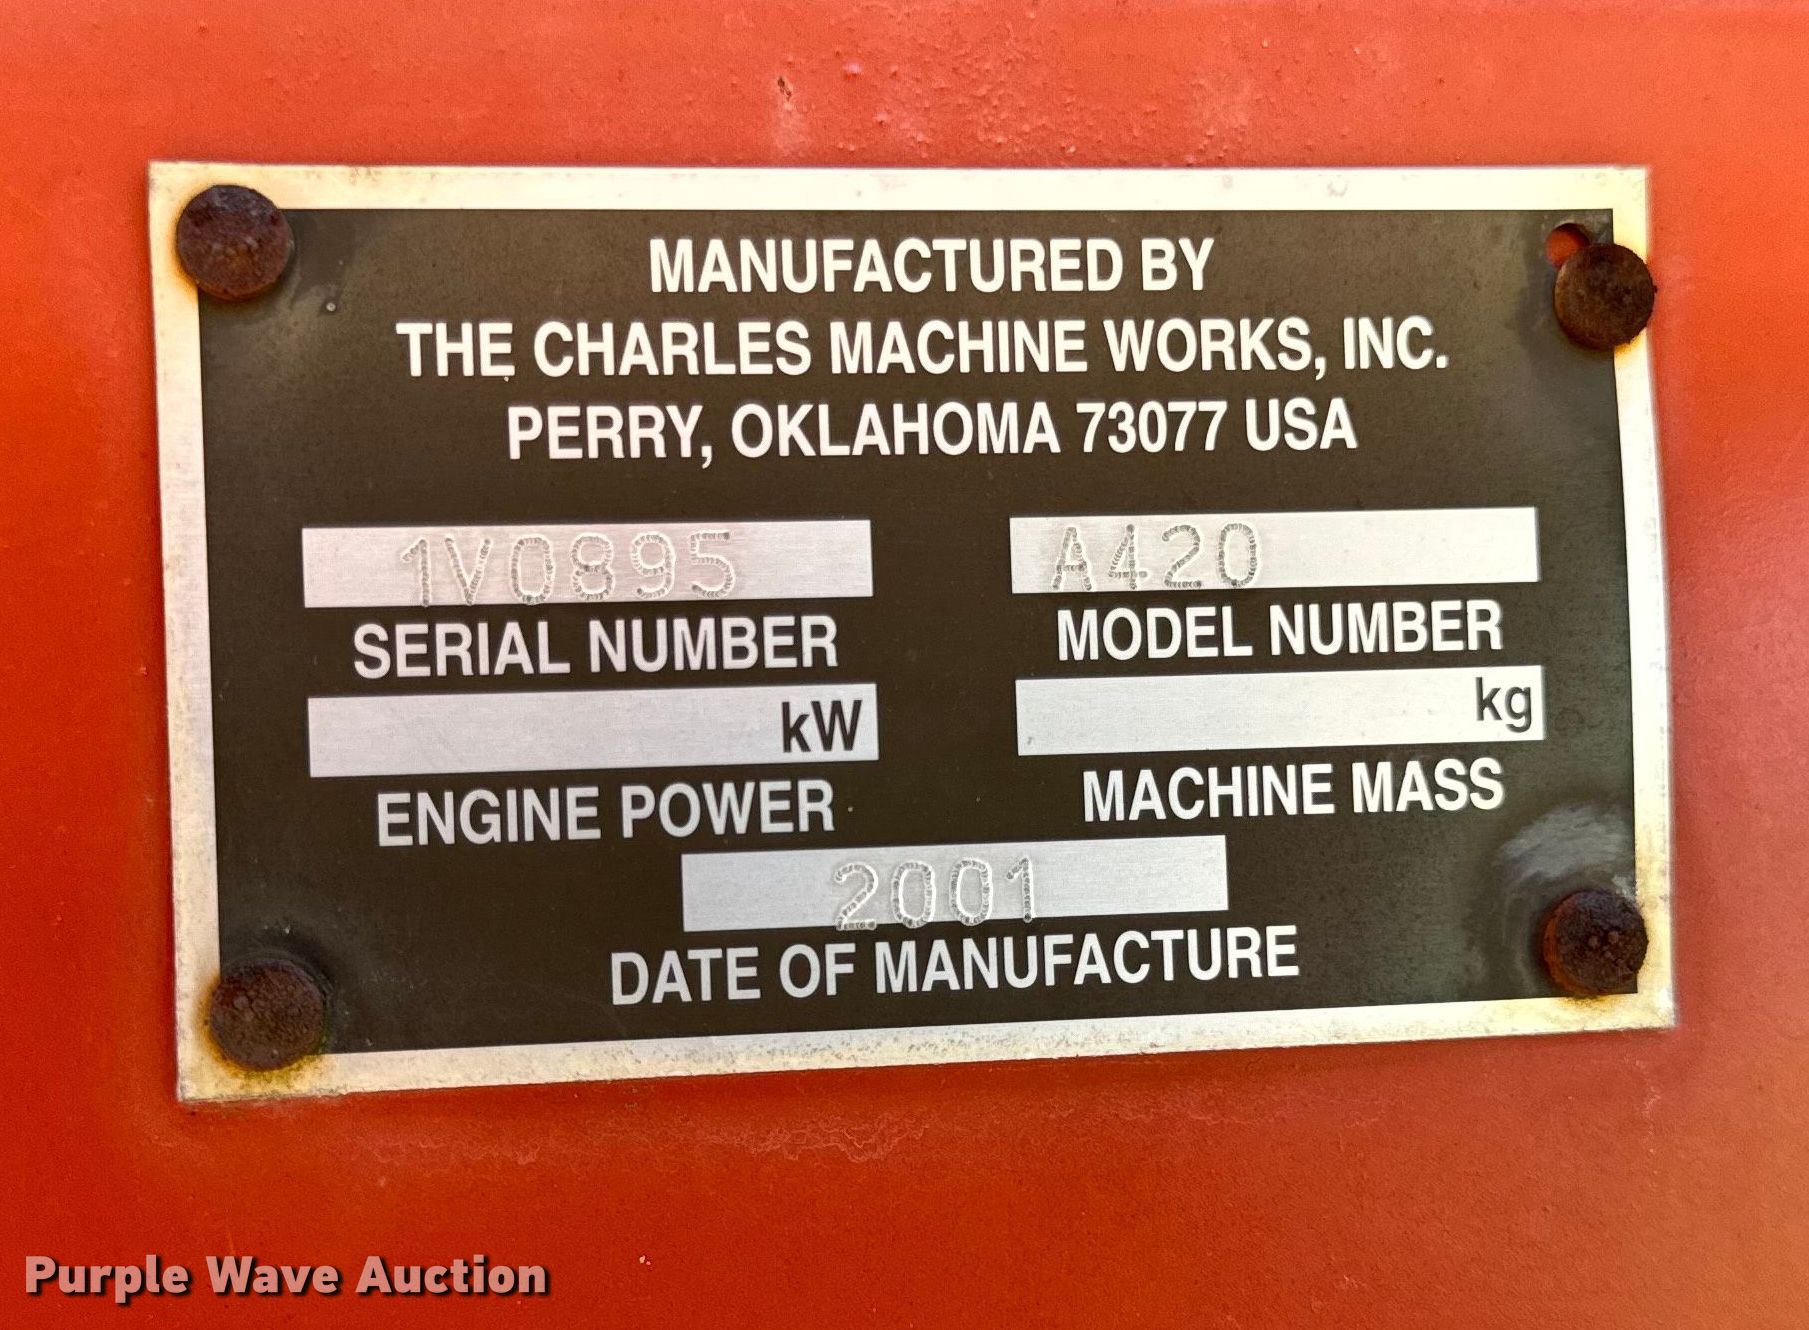 MANUFACTURED BY
THE CHARLES MACHINE WORKS, INC.
PERRY, OKLAHOMA 73077 USA
1V0895 A420
SERIAL NUMBER MODEL NUMBER
kW kg
ENGINE POWER MACHINE MASS
2001
DATE OF MANUFACTURE
Purple Wave Auction